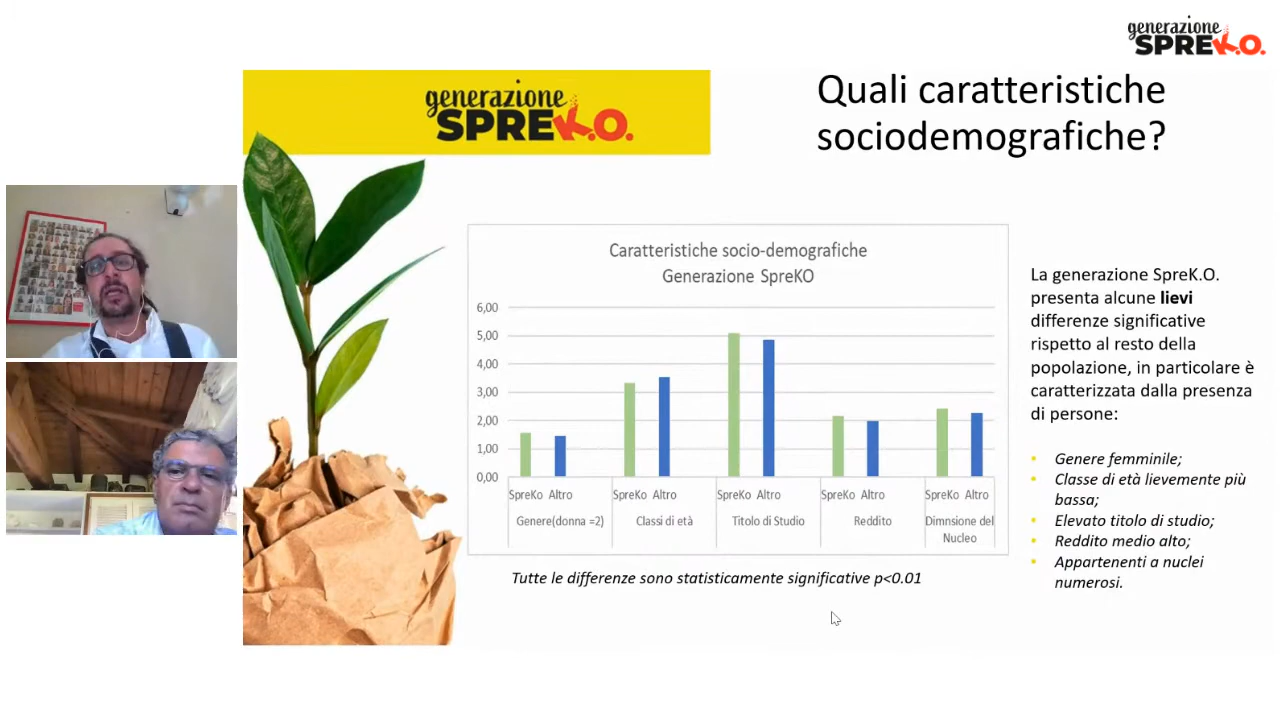 generazione
SPREK.O.
generazione
SPREK.O.
Quali caratteristiche
sociodemografiche?
Caratteristiche socio-demografiche
Generazione SpreKO
6,00
5,00
4,00
3,00
2,00
1,00
0,00
SpreKo Altro SpreKo Altro SpreKo Altro SpreKo Altro SpreKo Altro
Genere(donna =2) Classi di età Titolo di Studio Reddito Dimnsione del
Nucleo
Tutte le differenze sono statisticamente significative p<0.01
La generazione SpreK.O.
presenta alcune lievi
differenze significative
rispetto al resto della
popolazione, in particolare è
caratterizzata dalla presenza
di persone:
• Genere femminile;
• Classe di età lievemente più
bassa;
• Elevato titolo di studio;
• Reddito medio alto;
• Appartenenti a nuclei
numerosi.